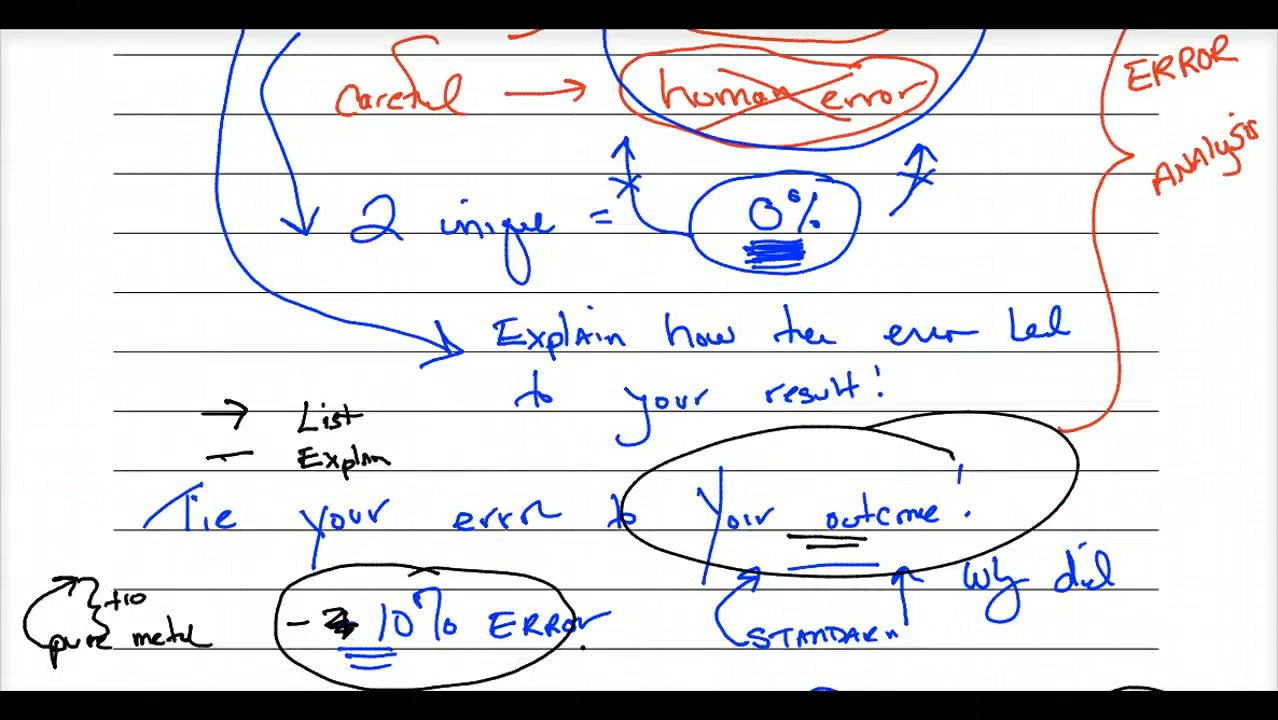 ERROR
careful → human error
ANALYSIS
2 unique = 0%
Explain how the error led
to your result!
→ List
– Explain
Tie your error to your outcome!
Why did
+10
pure metal
- 10% ERROR
STANDARD